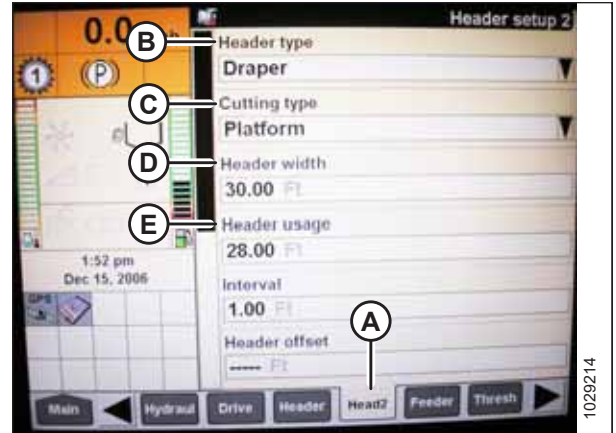 0.0
Header setup 2
B
Header type
Draper
1
(P)
C
Cutting type
Platform
D
Header width
30.00 Ft
E
Header usage
28.00 Ft
1:52 pm
Dec 15, 2006
Interval
1.00 Ft
GPS
A
Header offset
----- Ft
Main
Hydraul
Drive
Header
Head2
Feeder
Thresh
1029214